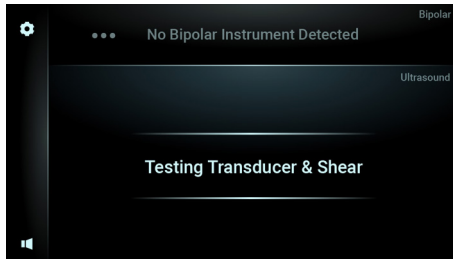 Bipolar
No Bipolar Instrument Detected
Ultrasound
Testing Transducer & Shear